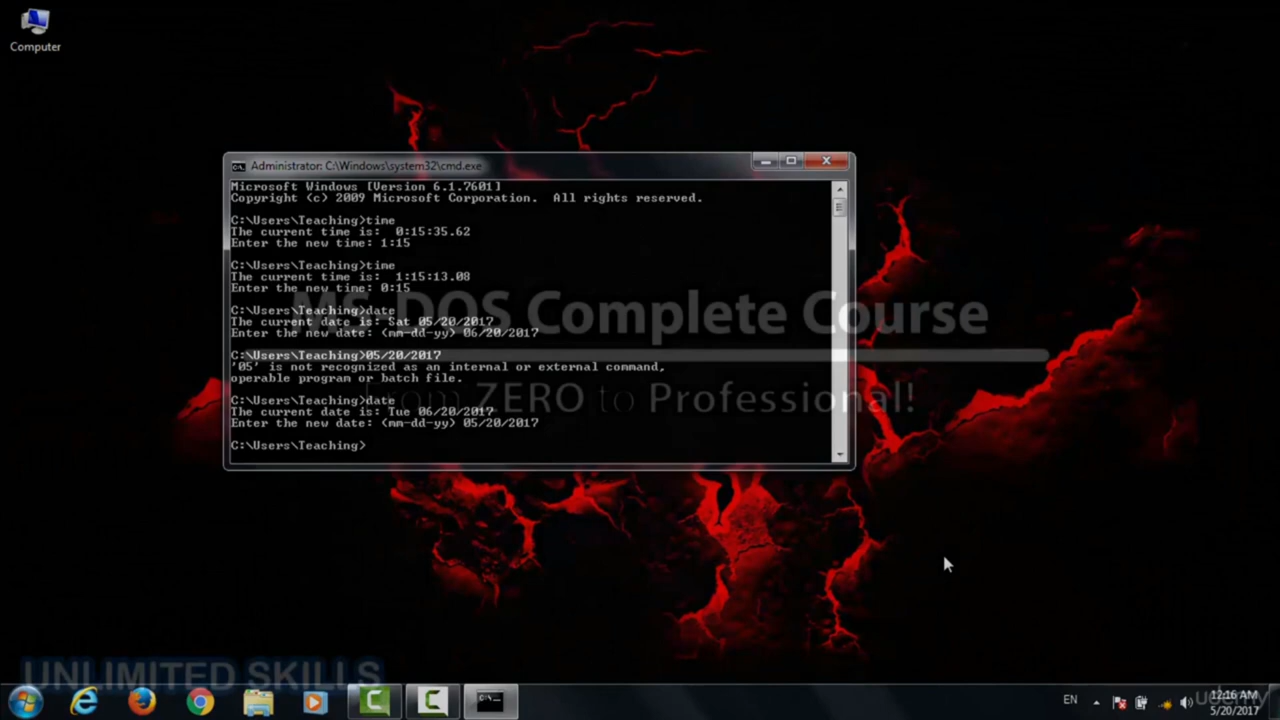 Computer
Administrator: C:\Windows\system32\cmd.exe
Microsoft Windows [Version 6.1.7601]
Copyright (c) 2009 Microsoft Corporation.  All rights reserved.
C:\Users\Teaching>time
The current time is:  0:15:35.62
Enter the new time: 1:15
C:\Users\Teaching>time
The current time is:  1:15:13.08
Enter the new time: 0:15
C:\Users\Teaching>date
The current date is: Sat 05/20/2017
Enter the new date: (mm-dd-yy) 06/20/2017
C:\Users\Teaching>05/20/2017
'05' is not recognized as an internal or external command,
operable program or batch file.
C:\Users\Teaching>date
The current date is: Tue 06/20/2017
Enter the new date: (mm-dd-yy) 05/20/2017
C:\Users\Teaching>
MS-DOS Complete Course
From ZERO to Professional!
UNLIMITED SKILLS
EN
12:16 AM
5/20/2017
udemy